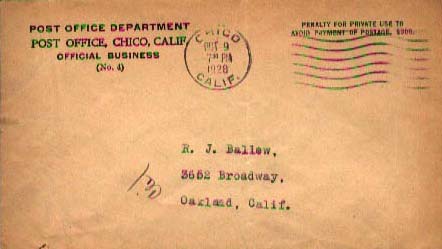 POST OFFICE DEPARTMENT
POST OFFICE, CHICO, CALIF.
OFFICIAL BUSINESS
(No. 4)
CHICO
OCT 9
7 PM
1928
CALIF.
PENALTY FOR PRIVATE USE TO
AVOID PAYMENT OF POSTAGE, $300.
R. J. Ballew,
3652 Broadway,
Oakland, Calif.